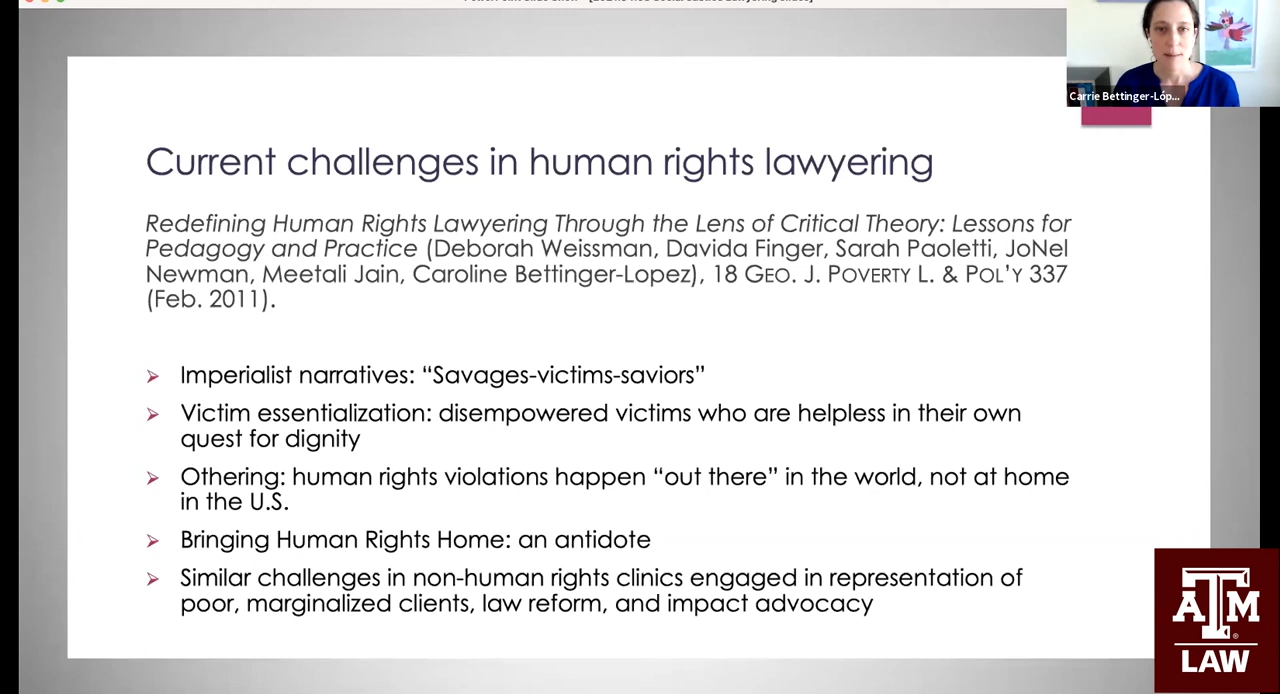 Carrie Bettinger-Lóp...
Current challenges in human rights lawyering
Redefining Human Rights Lawyering Through the Lens of Critical Theory: Lessons for
Pedagogy and Practice (Deborah Weissman, Davida Finger, Sarah Paoletti, JoNel
Newman, Meetali Jain, Caroline Bettinger-Lopez), 18 GEO. J. POVERTY L. & POL'Y 337
(Feb. 2011).
Imperialist narratives: “Savages-victims-saviors”
Victim essentialization: disempowered victims who are helpless in their own
quest for dignity
Othering: human rights violations happen “out there” in the world, not at home
in the U.S.
Bringing Human Rights Home: an antidote
Similar challenges in non-human rights clinics engaged in representation of
poor, marginalized clients, law reform, and impact advocacy
ATM
LAW